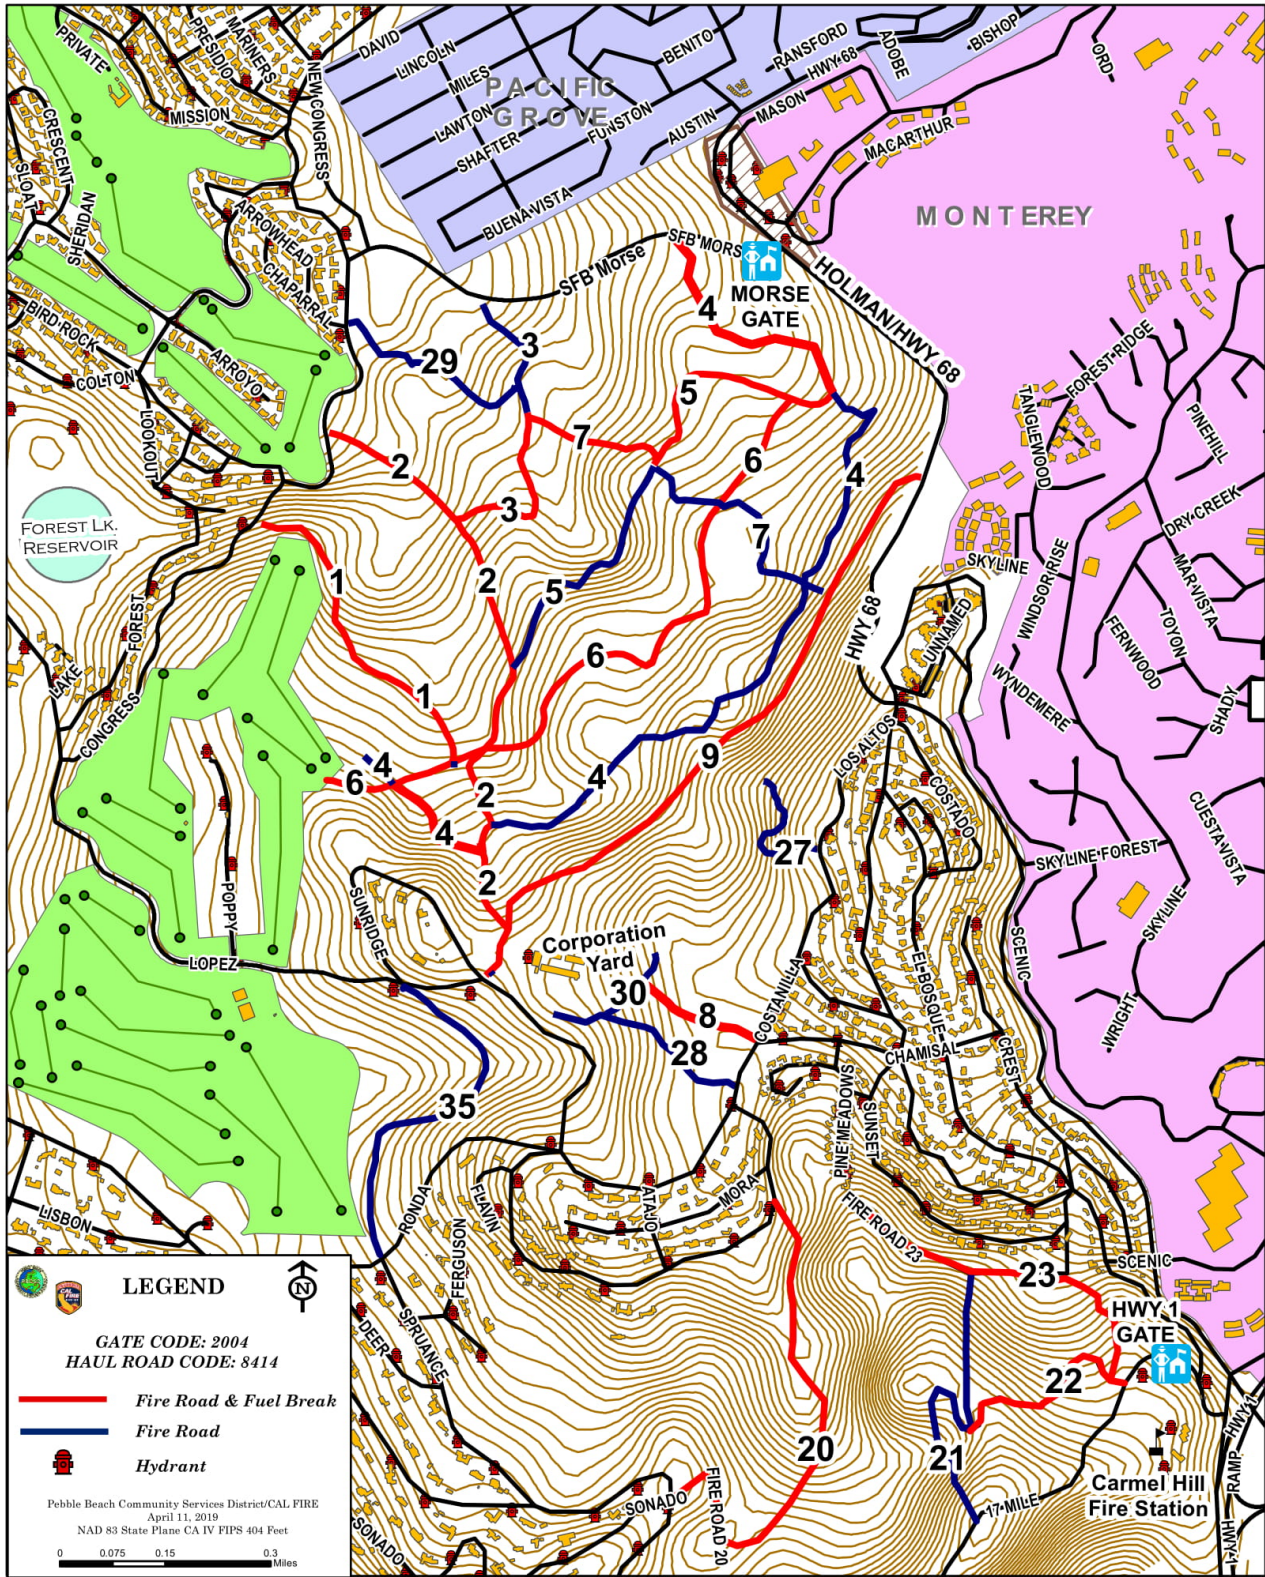 PRIVATE
PRESIDIO
MARINERS
DAVID
LINCOLN
MILES
LAWTON
SHAFTER
BUENA VISTA
PACIFIC
GROVE
FUNSTON
BENITO
AUSTIN
RANSFORD
HWY 68
ADOBE
BISHOP
ORD
MASON
MACARTHUR
NEW CONGRESS
MISSION
CRESCENT
SLOAT
SHERIDAN
ARROWHEAD
CHAPARRAL
MONTEREY
SFB Morse
SFB MORS
MORSE
GATE
HOLMAN/HWY 68
BIRD ROCK
COLTON
ARROYO
LOOKOUT
29
3
4
5
7
6
4
2
3
7
5
1
2
6
1
FOREST LK.
RESERVOIR
FOREST
LAKE
CONGRESS
FOREST RIDGE
TANGLEWOOD
PINEHILL
DRY CREEK
SKYLINE
WINDSOR RISE
MAR VISTA
TOYON
FERNWOOD
SHADY
UNNAMED
WYNDEMERE
HWY 68
LOS ALTOS
COSTADO
CUESTA VISTA
SKYLINE FOREST
SKYLINE
SCENIC
WRIGHT
9
4
6
2
4
4
2
27
POPPY
SUNRIDGE
LOPEZ
Corporation
Yard
30
8
28
COSTANILLA
EL BOSQUE
CHAMISAL
CREST
PINE MEADOWS
SUNSET
35
RONDA
FLAVIN
FERGUSON
ATAJO
MORA
LISBON
FIRE ROAD 23
23
SCENIC
HWY 1
GATE
22
21
20
DEER
SPRUANCE
SONADO
SONADO
FIRE ROAD 20
17 MILE
Carmel Hill
Fire Station
RAMP HWY 1
HWY 1
LEGEND
N
CAL
FIRE
GATE CODE: 2004
HAUL ROAD CODE: 8414
Fire Road & Fuel Break
Fire Road
Hydrant
Pebble Beach Community Services District/CAL FIRE
April 11, 2019
NAD 83 State Plane CA IV FIPS 404 Feet
0 0.075 0.15 0.3
Miles